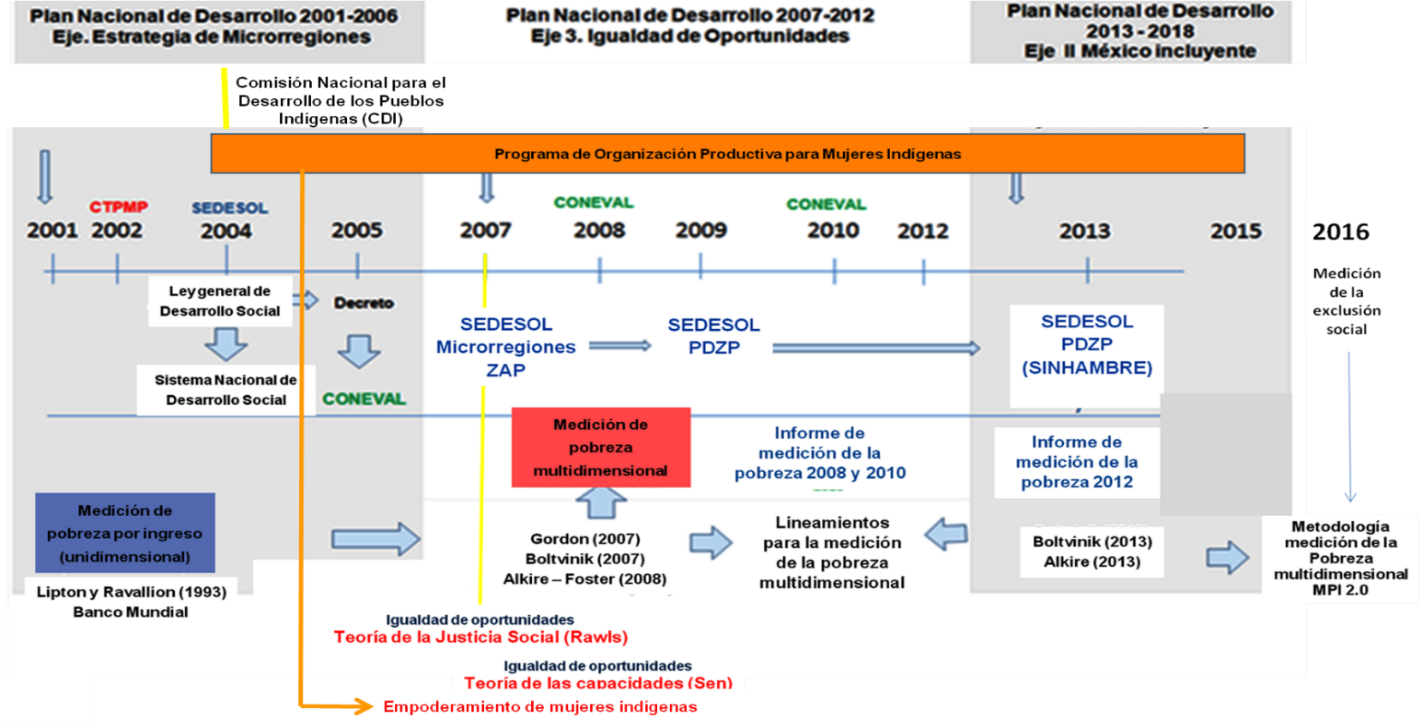 Plan Nacional de Desarrollo 2001-2006
Eje. Estrategia de Microrregiones
Plan Nacional de Desarrollo 2007-2012
Eje 3. Igualdad de Oportunidades
Plan Nacional de Desarrollo
2013 - 2018
Eje II México incluyente
Comisión Nacional para el
Desarrollo de los Pueblos
Indígenas (CDI)
Programa de Organización Productiva para Mujeres Indígenas
CTPMP
SEDESOL
CONEVAL
CONEVAL
2001
2002
2004
2005
2007
2008
2009
2010
2012
2013
2015
2016
Ley general de
Desarrollo Social
Decreto
Sistema Nacional de
Desarrollo Social
CONEVAL
SEDESOL
Microrregiones
ZAP
SEDESOL
PDZP
SEDESOL
PDZP
(SINHAMBRE)
Medición
de la
exclusión
social
Medición de
pobreza
multidimensional
Informe de
medición de la
pobreza 2008 y 2010
Informe de
medición de la
pobreza 2012
Medición de
pobreza por ingreso
(unidimensional)
Lipton y Ravallion (1993)
Banco Mundial
Gordon (2007)
Boltvinik (2007)
Alkire – Foster (2008)
Lineamientos
para la medición
de la pobreza
multidimensional
Boltvinik (2013)
Alkire (2013)
Metodología
medición de la
Pobreza
multidimensional
MPI 2.0
Igualdad de oportunidades
Teoría de la Justicia Social (Rawls)
Igualdad de oportunidades
Teoría de las capacidades (Sen)
Empoderamiento de mujeres indígenas